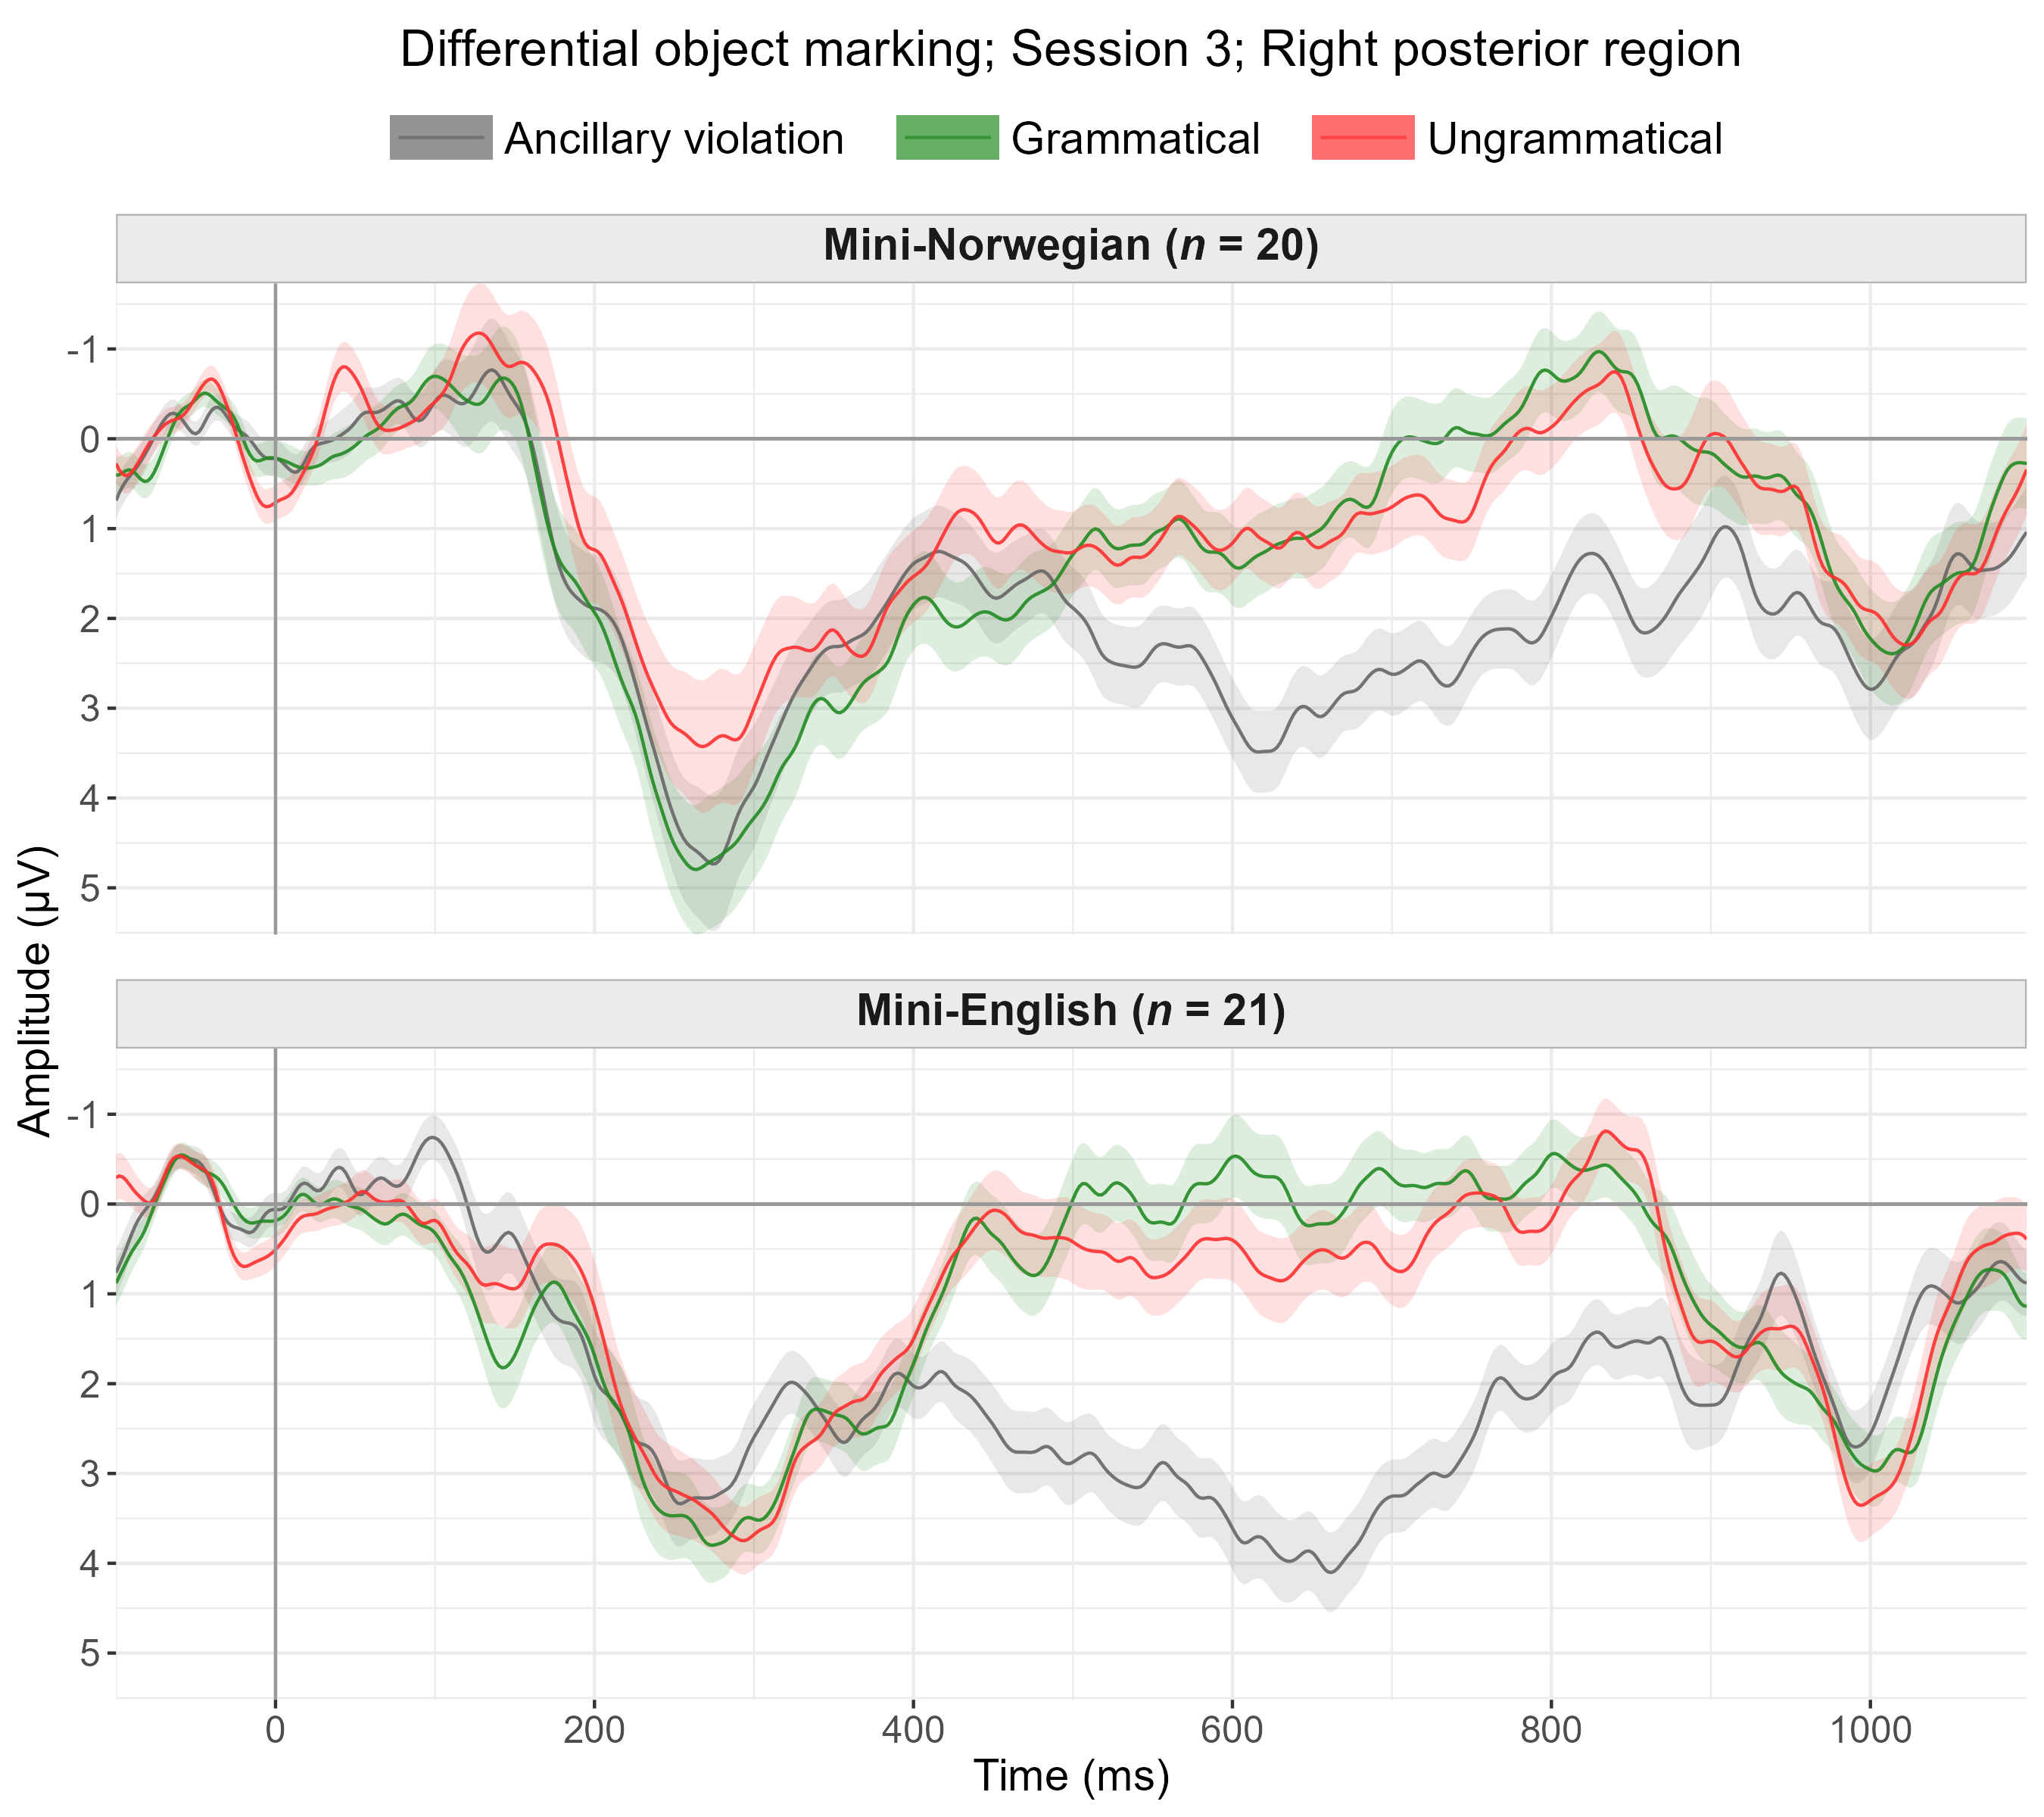 Differential object marking; Session 3; Right posterior region
Ancillary violation Grammatical Ungrammatical
Mini-Norwegian (n = 20)
-1
0
1
2
3
4
5
Amplitude (µV)
Mini-English (n = 21)
-1
0
1
2
3
4
5
0 200 400 600 800 1000
Time (ms)